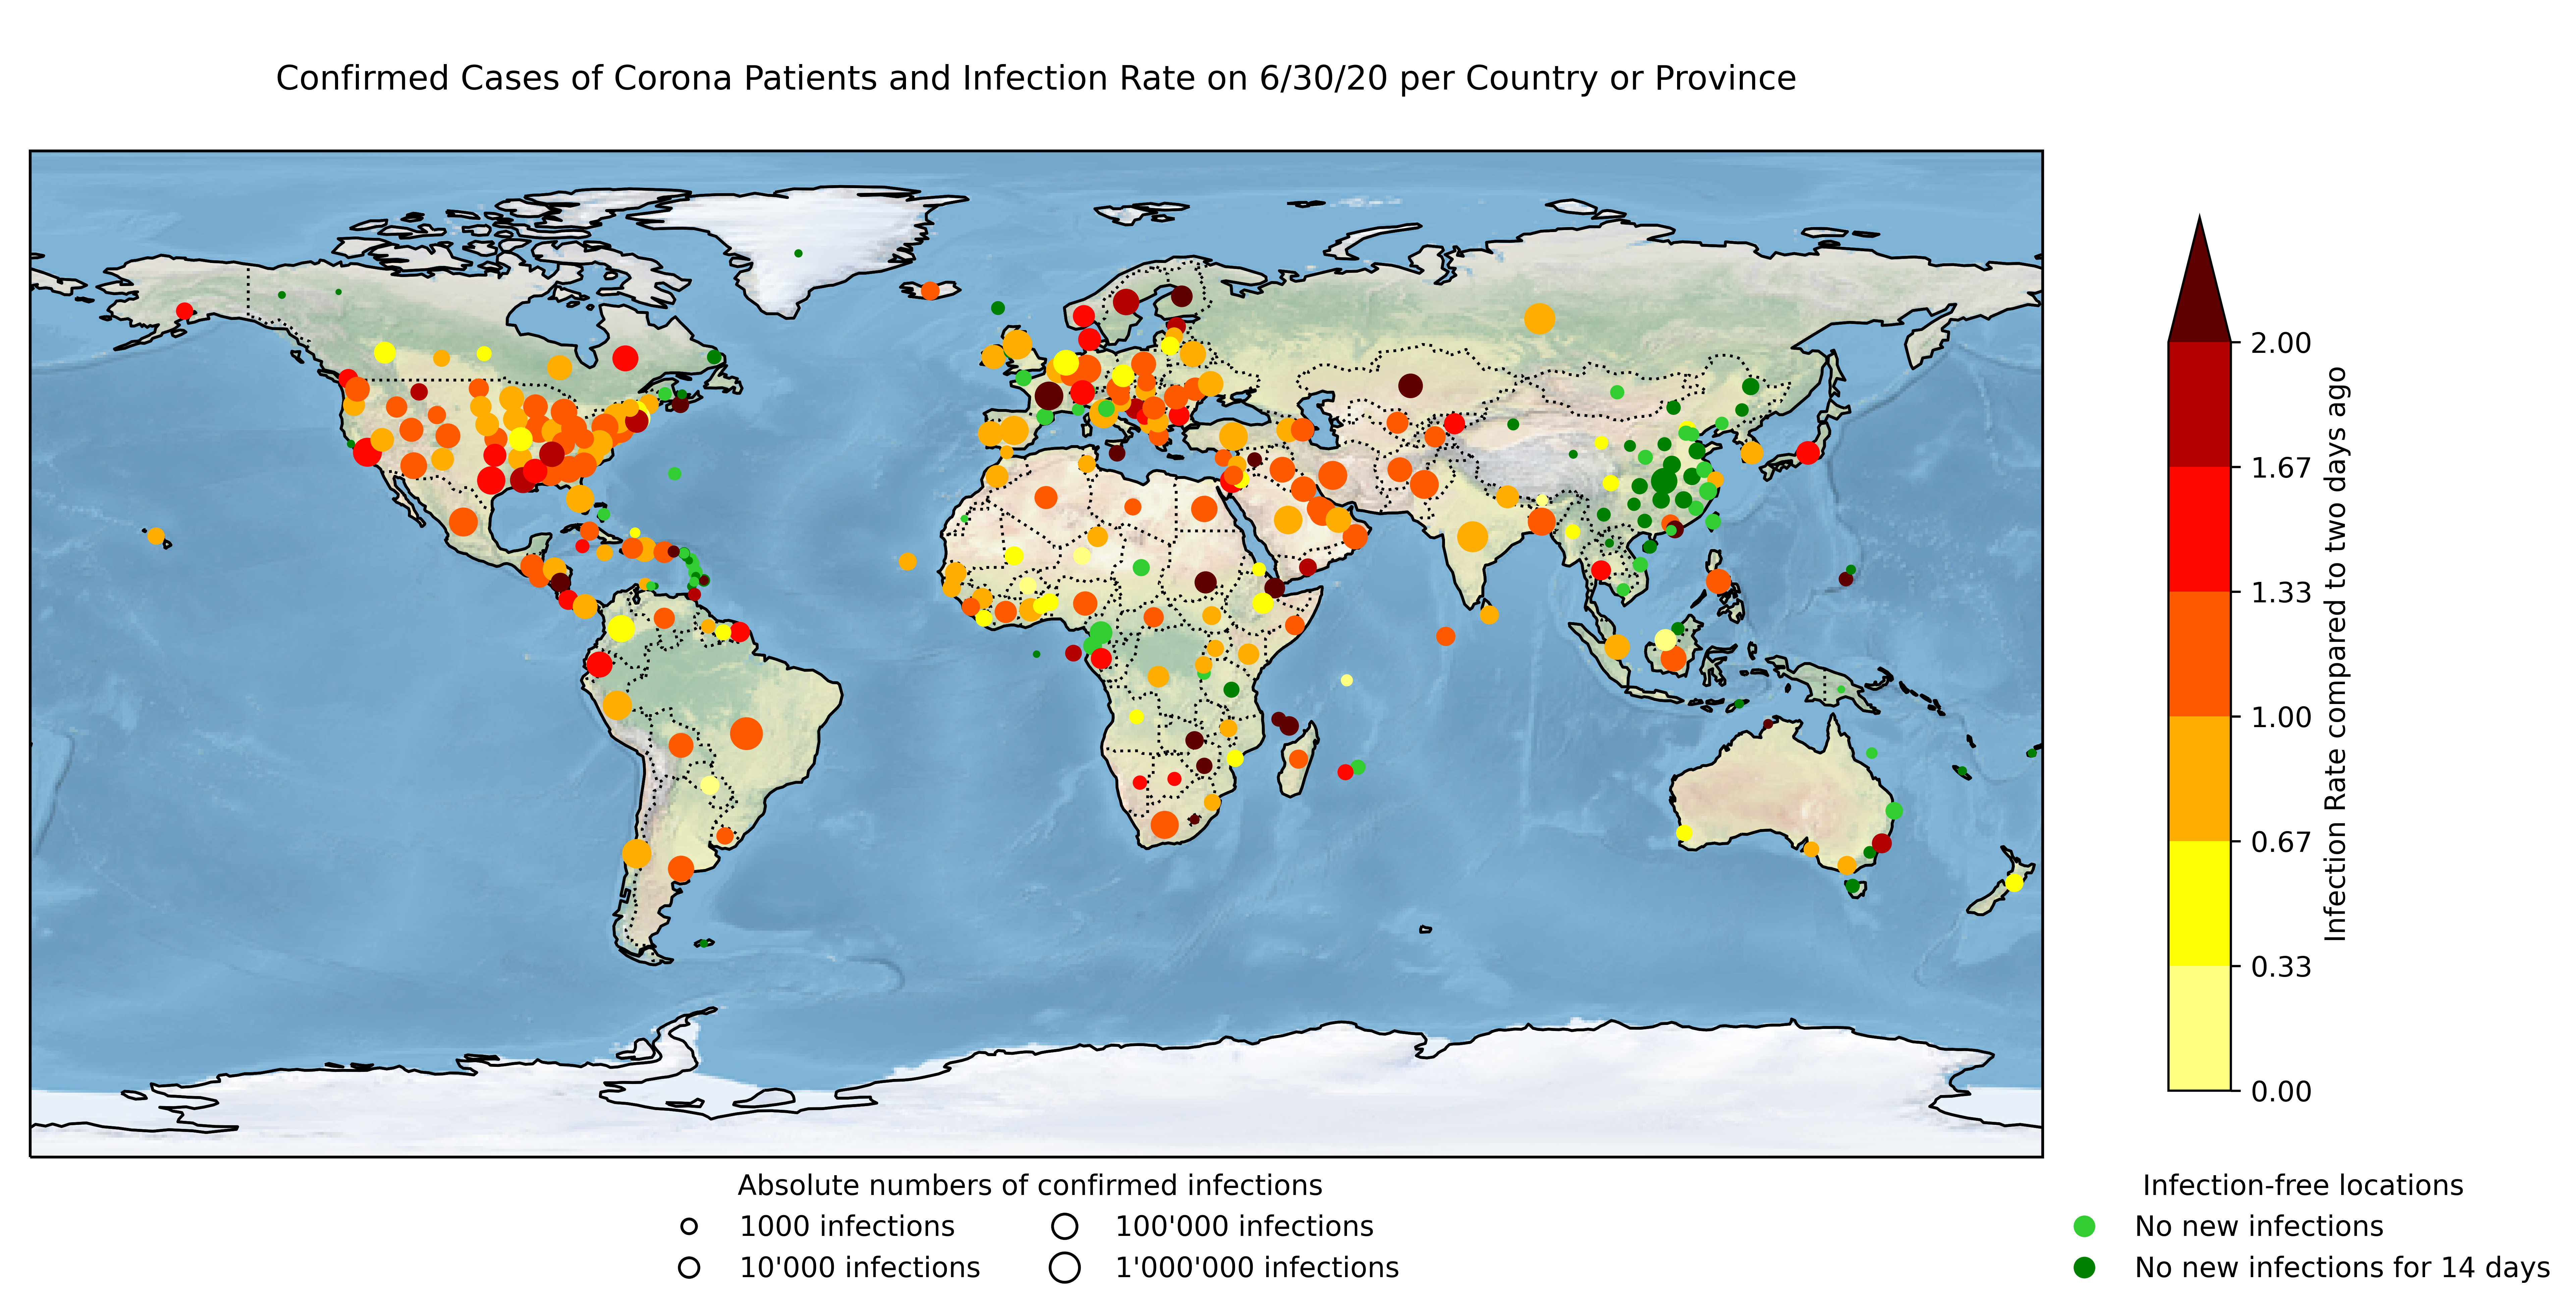 Confirmed Cases of Corona Patients and Infection Rate on 6/30/20 per Country or Province
2.00
1.67
1.33
1.00
0.67
0.33
0.00
Infection Rate compared to two days ago
Absolute numbers of confirmed infections
1000 infections
100'000 infections
10'000 infections
1'000'000 infections
Infection-free locations
No new infections
No new infections for 14 days